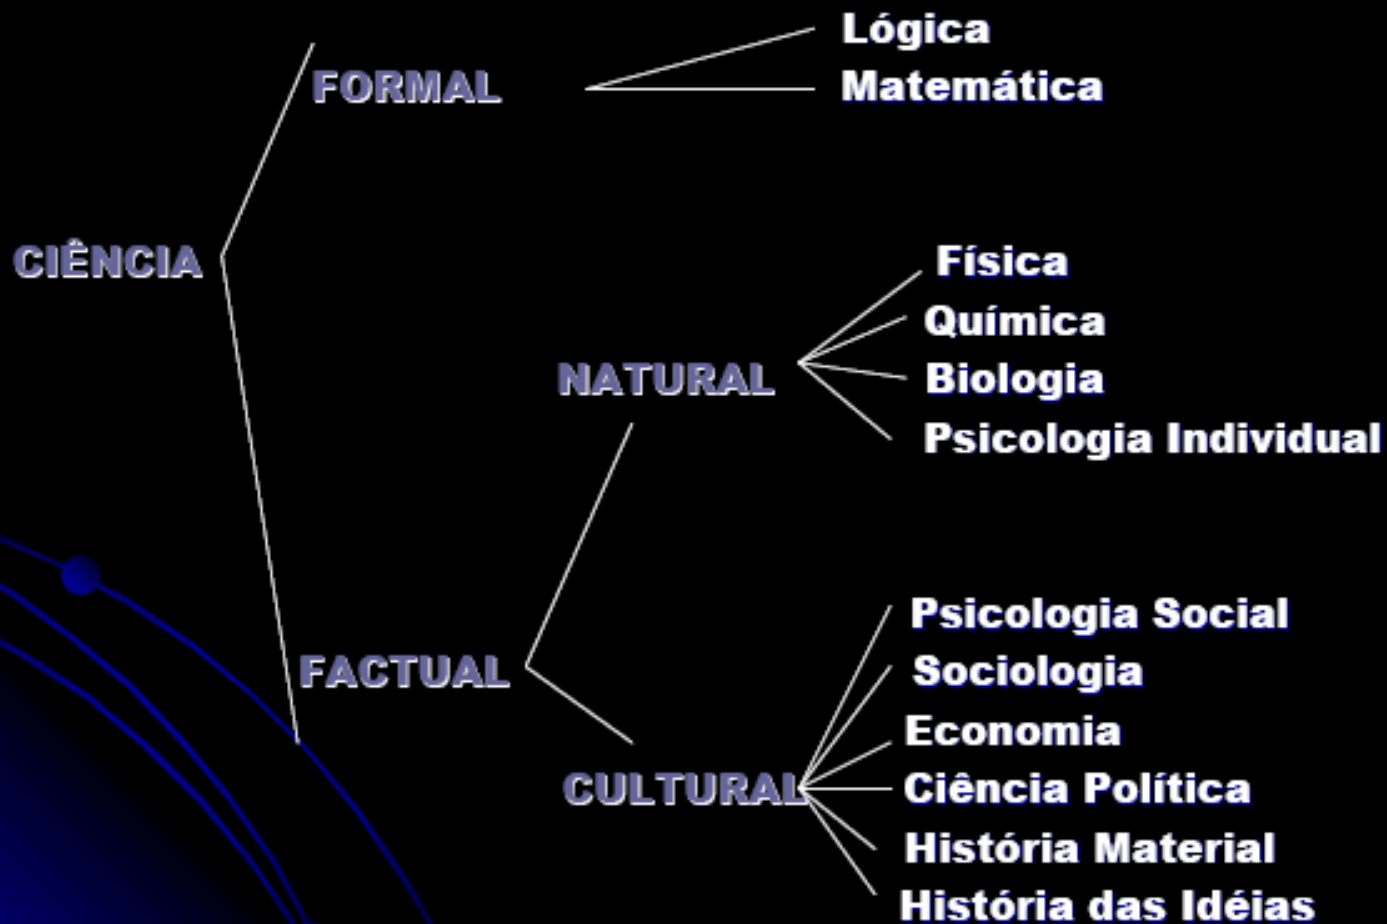 Lógica
FORMAL
Matemática
CIÊNCIA
Física
Química
NATURAL
Biologia
Psicologia Individual
Psicologia Social
FACTUAL
Sociologia
Economia
CULTURAL
Ciência Política
História Material
História das Idéias